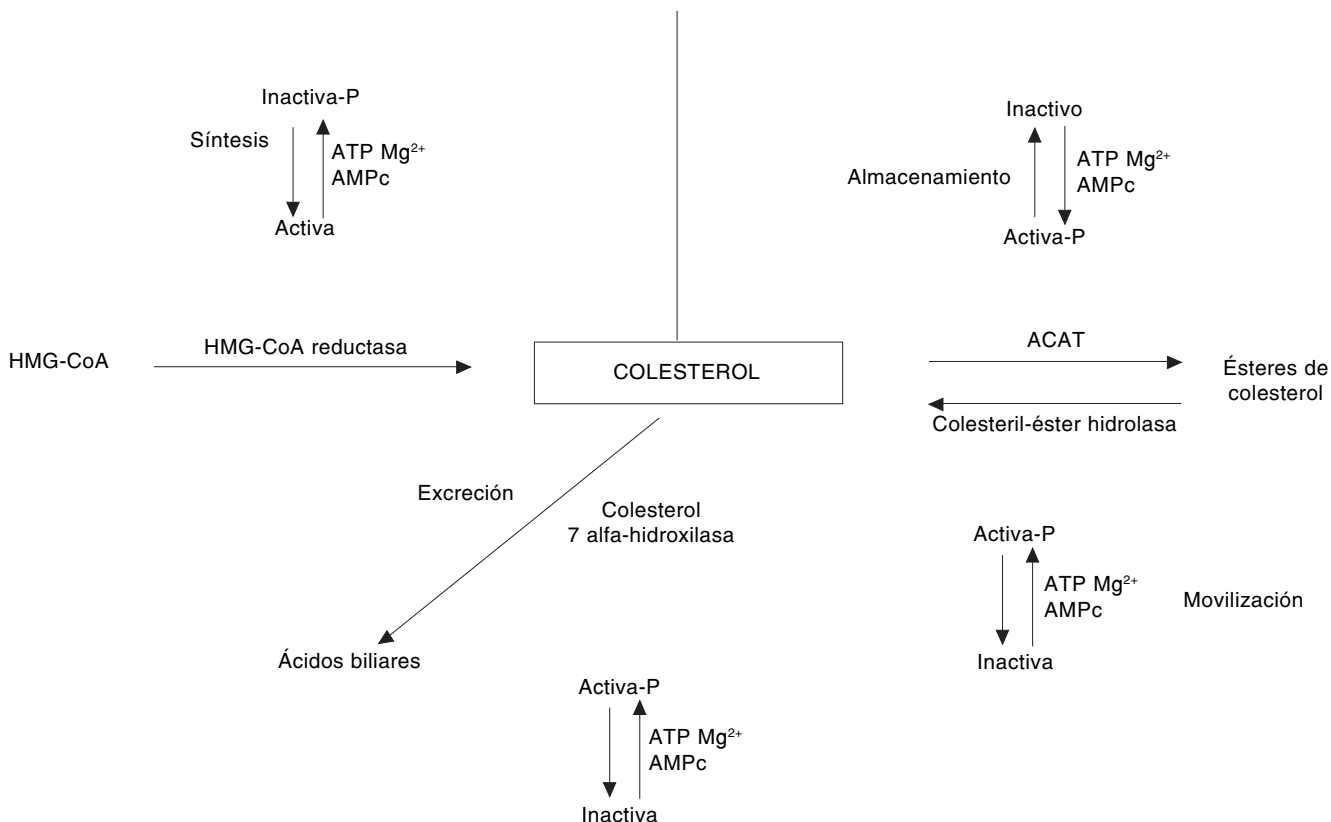 Inactiva-P
Síntesis
ATP Mg²⁺
AMPc
Activa
Inactivo
Almacenamiento
ATP Mg²⁺
AMPc
Activa-P
HMG-CoA
HMG-CoA reductasa
COLESTEROL
ACAT
Ésteres de
colesterol
Colesteril-éster hidrolasa
Excreción
Colesterol
7 alfa-hidroxilasa
Ácidos biliares
Activa-P
ATP Mg²⁺
AMPc
Movilización
Inactiva
Activa-P
ATP Mg²⁺
AMPc
Inactiva